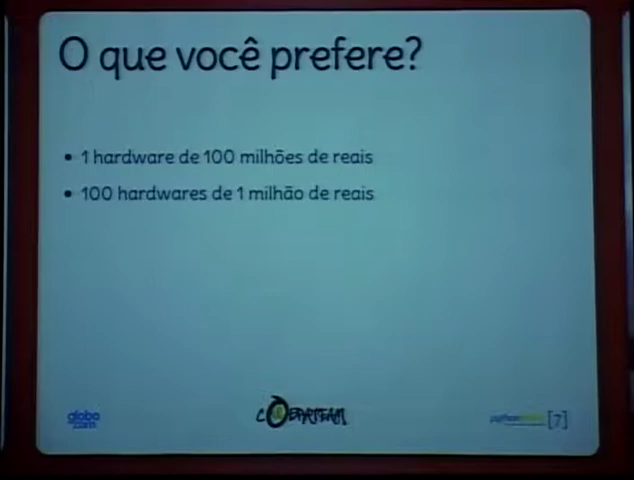 O que você prefere?
• 1 hardware de 100 milhões de reais
• 100 hardwares de 1 milhão de reais
globo
.com
python
[7]